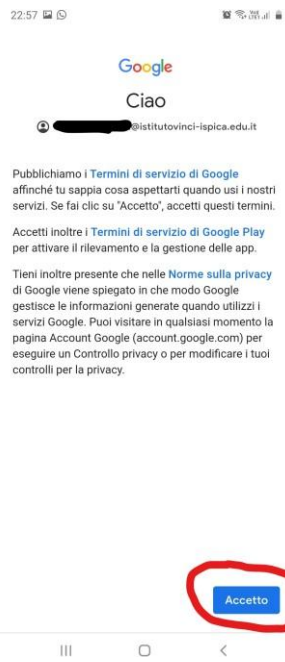 22:57
Google
Ciao
@istitutovinci-ispica.edu.it
Pubblichiamo i Termini di servizio di Google
affinché tu sappia cosa aspettarti quando usi i nostri
servizi. Se fai clic su "Accetto", accetti questi termini.
Accetti inoltre i Termini di servizio di Google Play
per attivare il rilevamento e la gestione delle app.
Tieni inoltre presente che nelle Norme sulla privacy
di Google viene spiegato in che modo Google
gestisce le informazioni generate quando utilizzi i
servizi Google. Puoi visitare in qualsiasi momento la
pagina Account Google (account.google.com) per
eseguire un Controllo privacy o per modificare i tuoi
controlli per la privacy.
Accetto